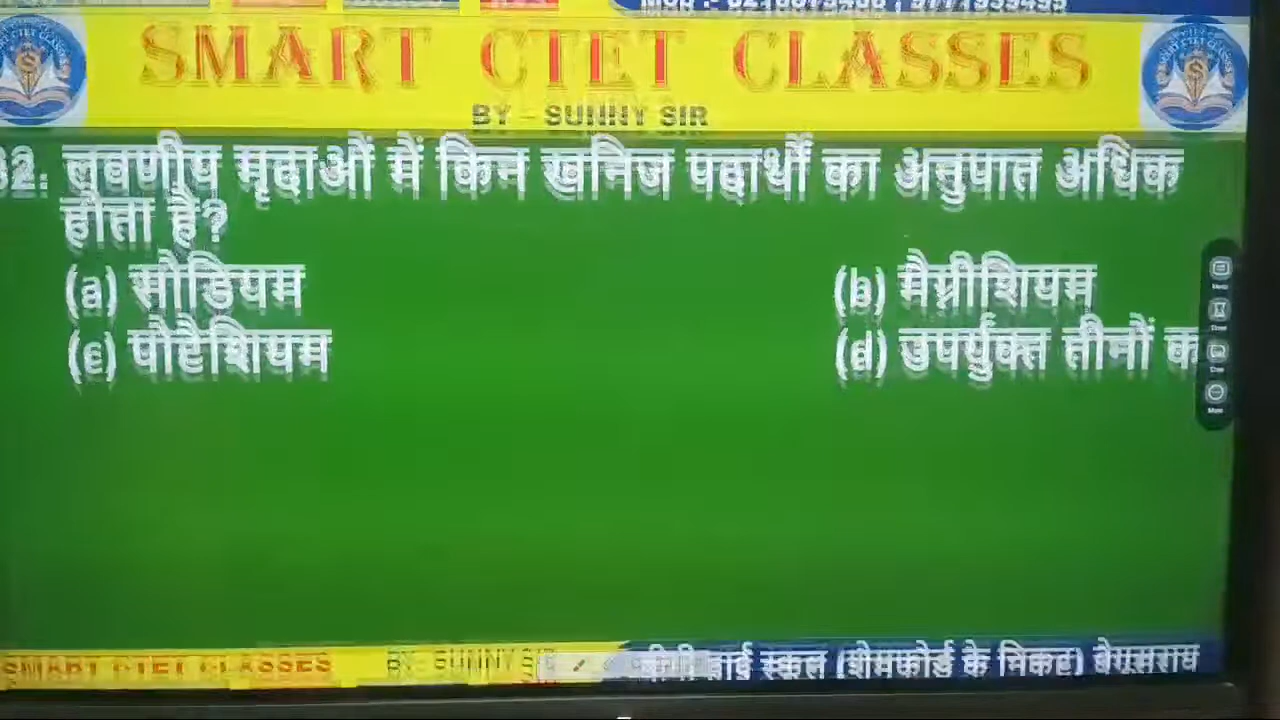 SMART CTET CLASSES
BY - SUNNY SIR
32. लवणीय मृदाओं में किन खनिज पदार्थों का अनुपात अधिक
होता है?
(a) सोडियम (b) मैग्नीशियम
(c) पोटैशियम (d) उपर्युक्त तीनों क
SMART CTET CLASSES BY - SUNNY SIR के निकट) बेगूसराय